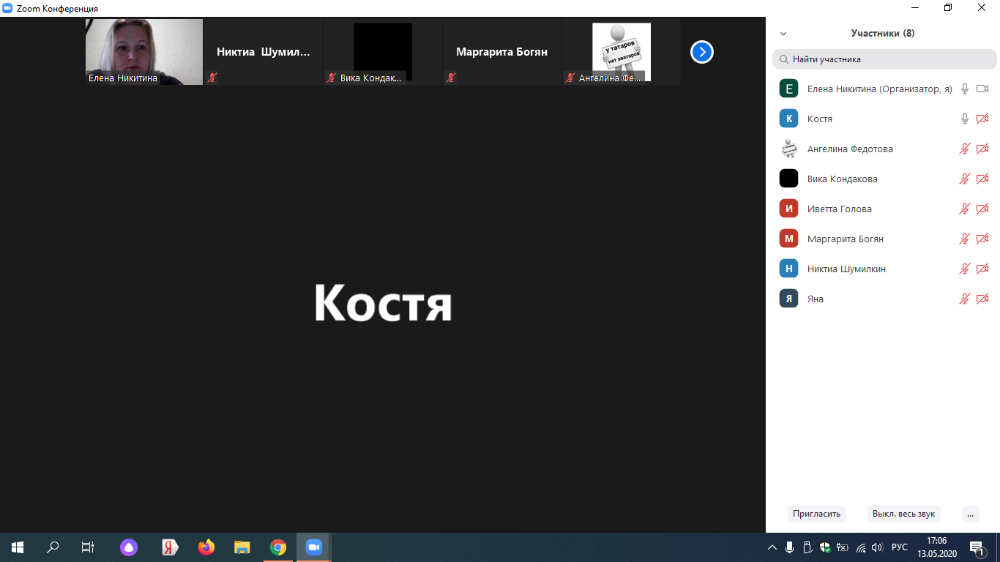 Zoom Конференция
Елена Никитина
Никтиа Шумил...
Вика Кондак...
Маргарита Богян
у татаров
нет аватаров
Ангелина Фе...
Костя
Участники (8)
Найти участника
Е Елена Никитина (Организатор, я)
К Костя
Ангелина Федотова
Вика Кондакова
И Иветта Голова
М Маргарита Богян
Н Никтиа Шумилкин
Я Яна
Пригласить Выкл. весь звук ...
Я
РУС
17:06
13.05.2020
1